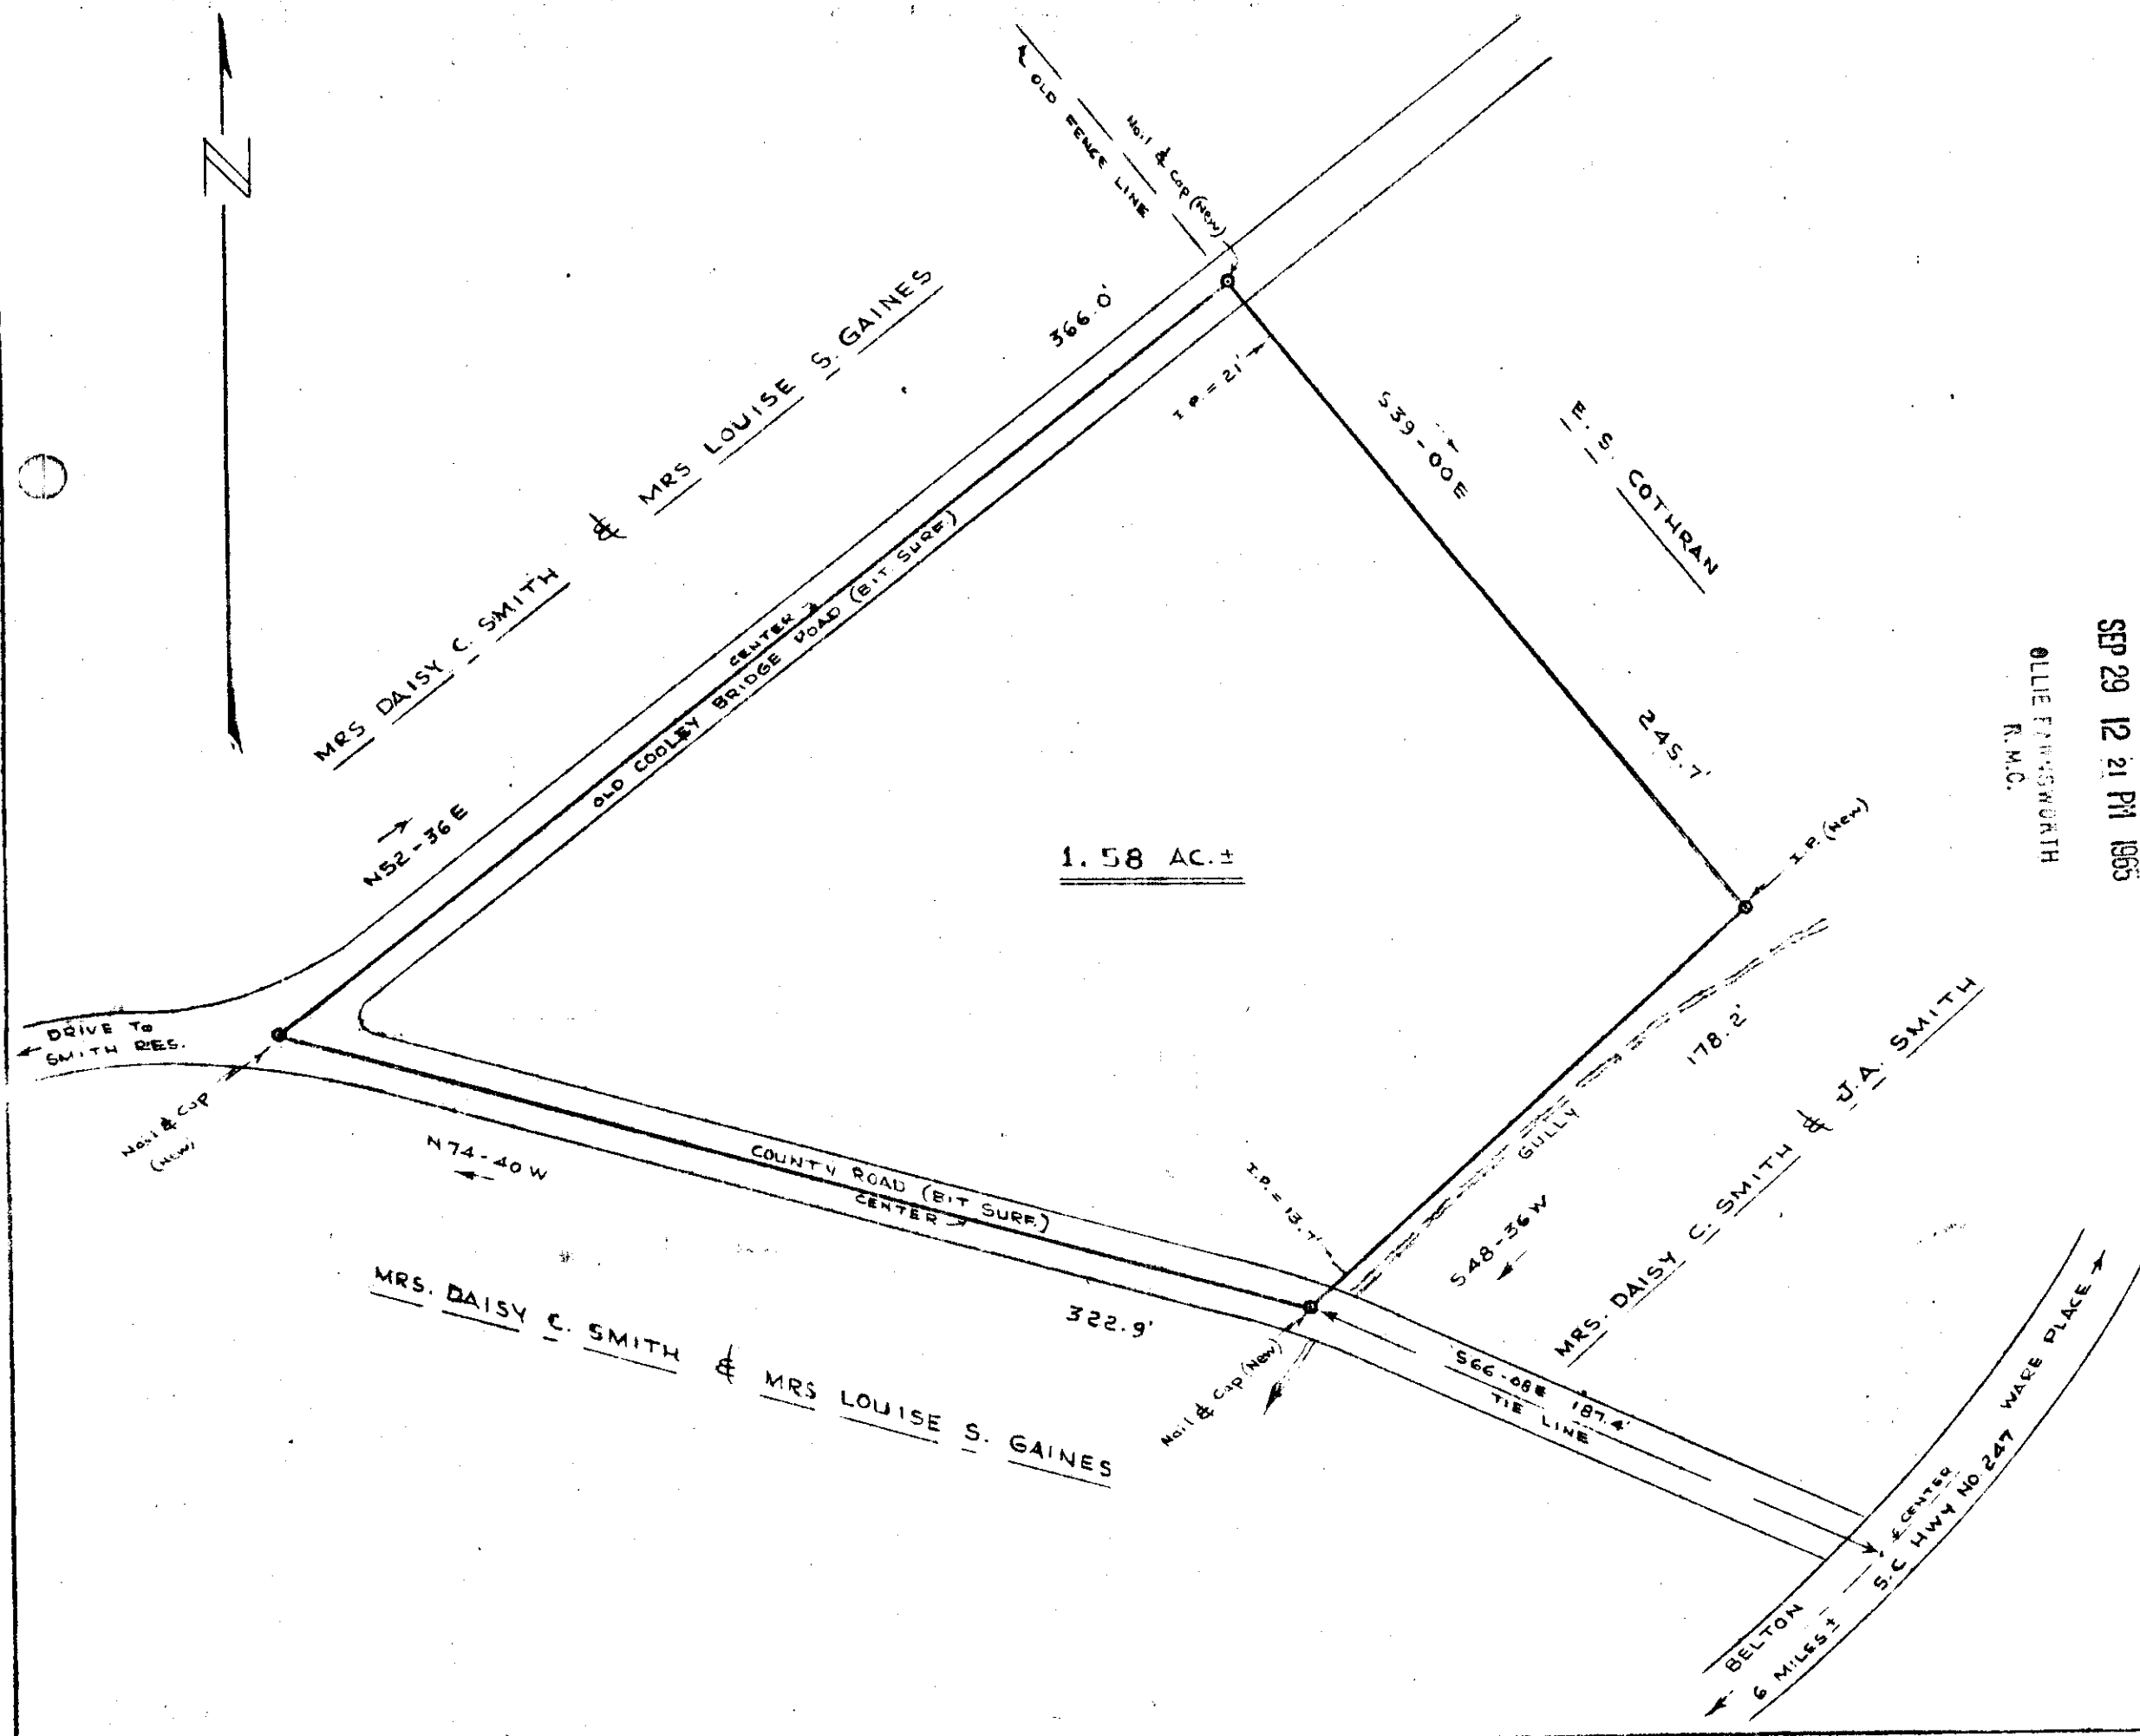 N
OLD FENCE LINE
Nail & Cap (New)
366.0'
I.P. = 21'
S39-00E
E. S. COTHRAN
245.7'
I.P. (New)
MRS DAISY C. SMITH & MRS LOUISE S. GAINES
CENTER
OLD COOLEY BRIDGE ROAD (BIT. SURF.)
N52-36E
1.58 AC.±
SEP 29 12 21 PM 1965
OLLIE FARNSWORTH
R.M.C.
DRIVE TO
SMITH RES.
Nail & Cap
(New)
N74-40W
COUNTY ROAD (BIT SURF.)
CENTER
322.9'
MRS. DAISY C. SMITH & MRS LOUISE S. GAINES
GULLY
178.2'
S48-36W
MRS. DAISY C. SMITH & J.A. SMITH
Nail & Cap (New)
S66-08E 187.4'
TIE LINE
WARE PLACE
CENTER
S.C. HWY NO. 247
BELTON
6 MILES±